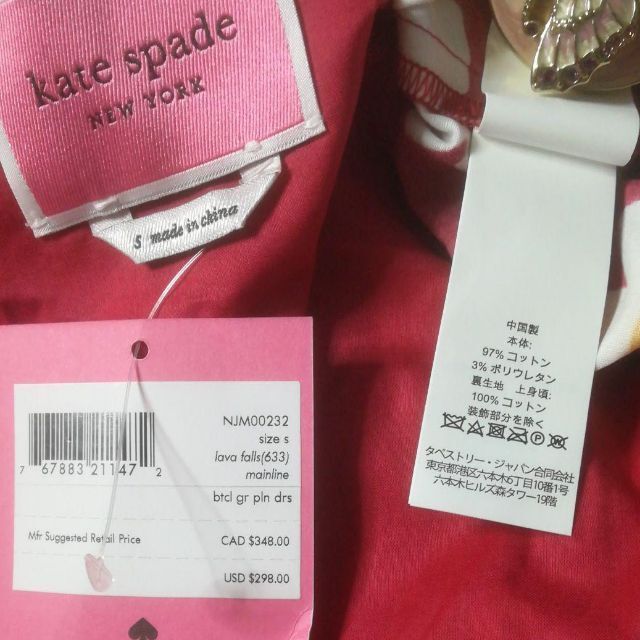 kate spade
NEW YORK
S made in china
NJM00232
size s
lava falls(633)
mainline
7 67883 21147 2
btcl gr pln drs
Mfr Suggested Retail Price
CAD $348.00
USD $298.00
中国製
本体:
97% コットン
3% ポリウレタン
裏生地 上身頃:
100% コットン
装飾部分を除く
タペストリー・ジャパン合同会社
東京都港区六本木6丁目10番1号
六本木ヒルズ森タワー19階